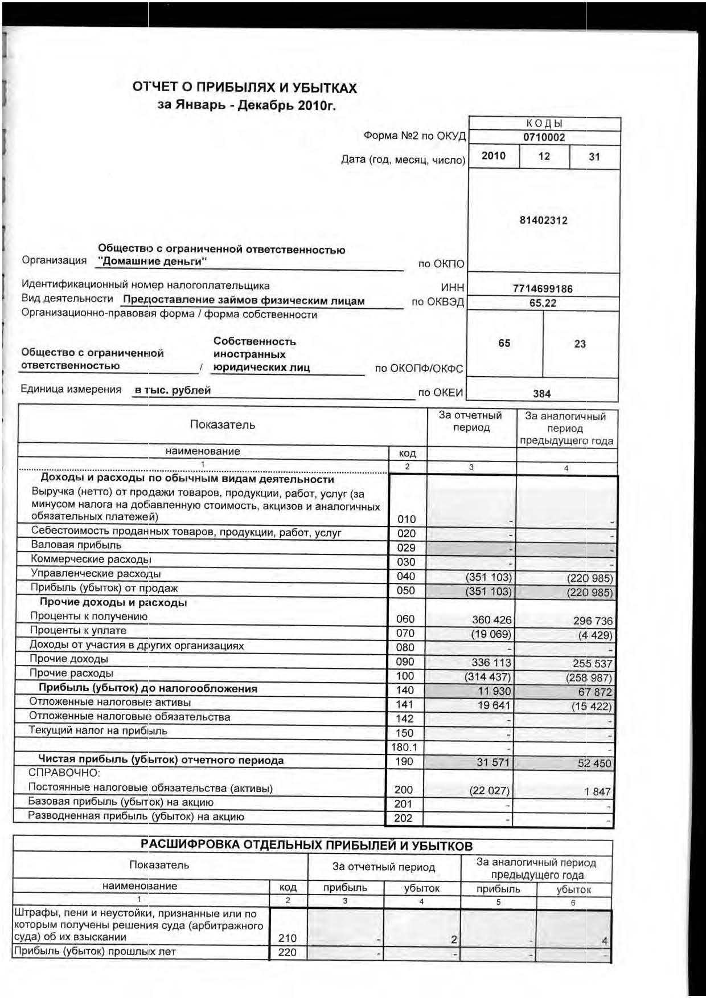 ОТЧЕТ О ПРИБЫЛЯХ И УБЫТКАХ
за Январь - Декабрь 2010г.
КОДЫ
Форма №2 по ОКУД 0710002
Дата (год, месяц, число) 2010 12 31
81402312
Общество с ограниченной ответственностью
Организация "Домашние деньги" по ОКПО
Идентификационный номер налогоплательщика ИНН 7714699186
Вид деятельности Предоставление займов физическим лицам по ОКВЭД 65.22
Организационно-правовая форма / форма собственности
65 23
Собственность
Общество с ограниченной иностранных
ответственностью / юридических лиц по ОКОПФ/ОКФС
Единица измерения в тыс. рублей по ОКЕИ 384
Показатель За отчетный период За аналогичный период предыдущего года
наименование код
1 2 3 4
Доходы и расходы по обычным видам деятельности
Выручка (нетто) от продажи товаров, продукции, работ, услуг (за
минусом налога на добавленную стоимость, акцизов и аналогичных
обязательных платежей) 010 - -
Себестоимость проданных товаров, продукции, работ, услуг 020 - -
Валовая прибыль 029 - -
Коммерческие расходы 030 - -
Управленческие расходы 040 (351 103) (220 985)
Прибыль (убыток) от продаж 050 (351 103) (220 985)
Прочие доходы и расходы
Проценты к получению 060 360 426 296 736
Проценты к уплате 070 (19 069) (4 429)
Доходы от участия в других организациях 080 - -
Прочие доходы 090 336 113 255 537
Прочие расходы 100 (314 437) (258 987)
Прибыль (убыток) до налогообложения 140 11 930 67 872
Отложенные налоговые активы 141 19 641 (15 422)
Отложенные налоговые обязательства 142 - -
Текущий налог на прибыль 150 - -
180.1 - -
Чистая прибыль (убыток) отчетного периода 190 31 571 52 450
СПРАВОЧНО:
Постоянные налоговые обязательства (активы) 200 (22 027) 1 847
Базовая прибыль (убыток) на акцию 201 - -
Разводненная прибыль (убыток) на акцию 202 - -
РАСШИФРОВКА ОТДЕЛЬНЫХ ПРИБЫЛЕЙ И УБЫТКОВ
Показатель За отчетный период За аналогичный период предыдущего года
наименование код прибыль убыток прибыль убыток
1 2 3 4 5 6
Штрафы, пени и неустойки, признанные или по
которым получены решения суда (арбитражного
суда) об их взыскании 210 - 2 - 4
Прибыль (убыток) прошлых лет 220 - - - -